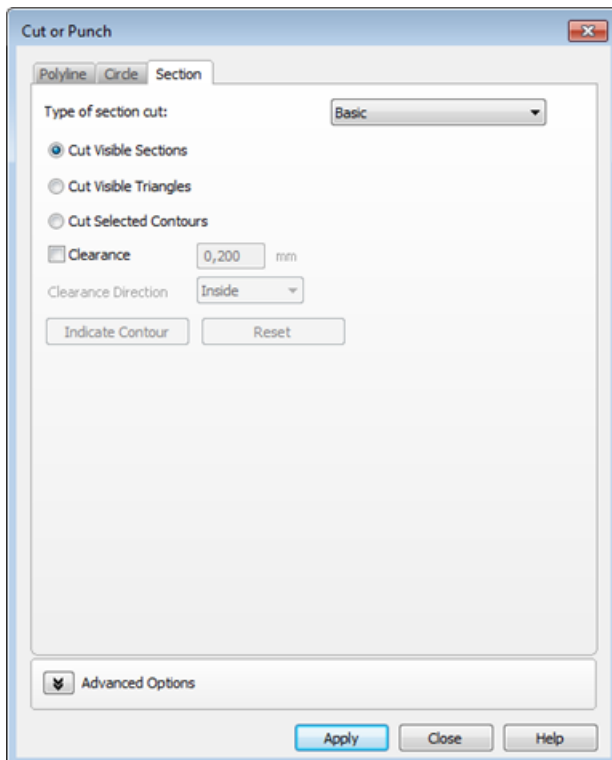 Cut or Punch
Polyline Circle Section
Type of section cut: Basic
Cut Visible Sections
Cut Visible Triangles
Cut Selected Contours
Clearance 0,200 mm
Clearance Direction Inside
Indicate Contour Reset
Advanced Options
Apply Close Help